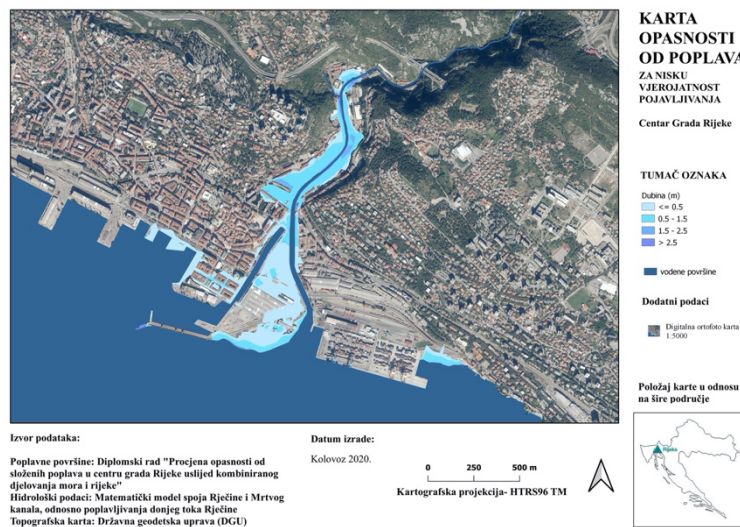 KARTA
OPASNOSTI
OD POPLAVA
ZA NISKU
VJEROJATNOST
POJAVLJIVANJA
Centar Grada Rijeke
TUMAČ OZNAKA
Dubina (m)
<= 0.5
0.5 - 1.5
1.5 - 2.5
> 2.5
vodene površine
Dodatni podaci
Digitalna ortofoto karta
1:5000
Položaj karte u odnosu
na šire područje
Rijeka
Izvor podataka:
Poplavne površine: Diplomski rad "Procjena opasnosti od
složenih poplava u centru grada Rijeke uslijed kombiniranog
djelovanja mora i rijeke"
Hidrološki podaci: Matematički model spoja Rječine i Mrtvog
kanala, odnosno poplavljivanja donjeg toka Rječine
Topografska karta: Državna geodetska uprava (DGU)
Datum izrade:
Kolovoz 2020.
0 250 500 m
Kartografska projekcija- HTRS96 TM